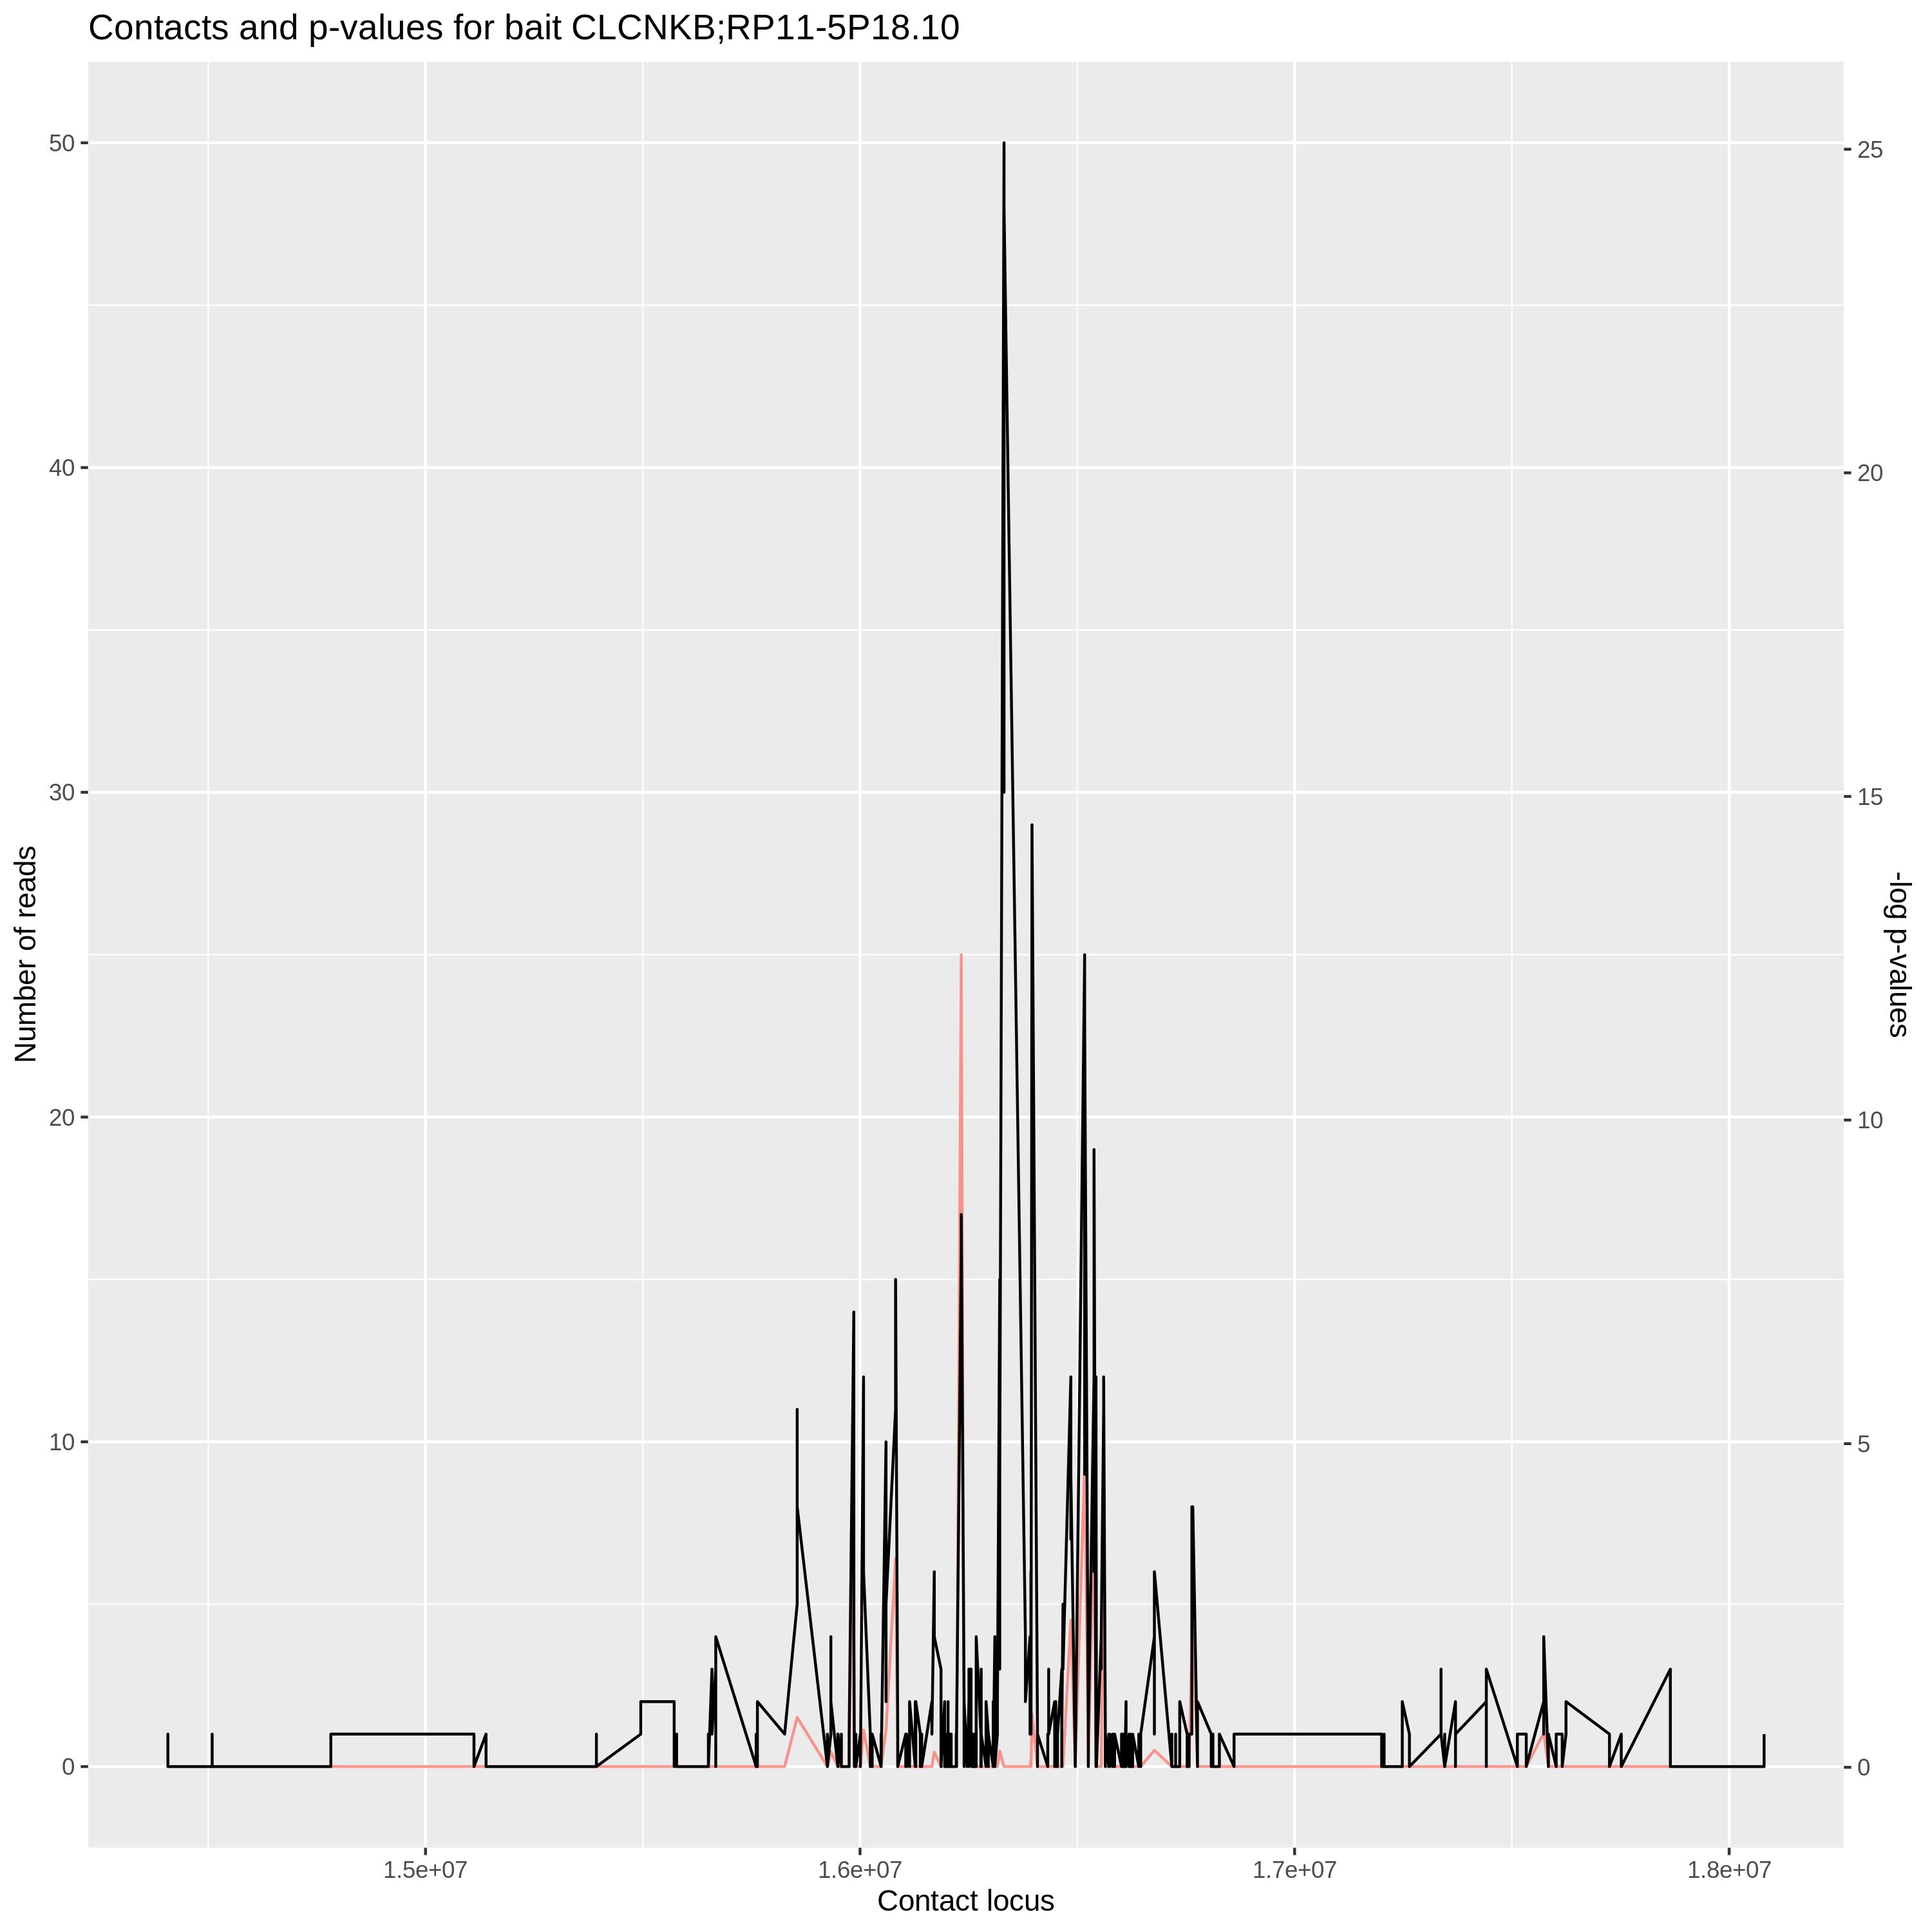 Contacts and p-values for bait CLCNKB;RP11-5P18.10
50
40
30
20
10
0
25
20
15
10
5
0
Number of reads
-log p-values
1.5e+07
1.6e+07
1.7e+07
1.8e+07
Contact locus